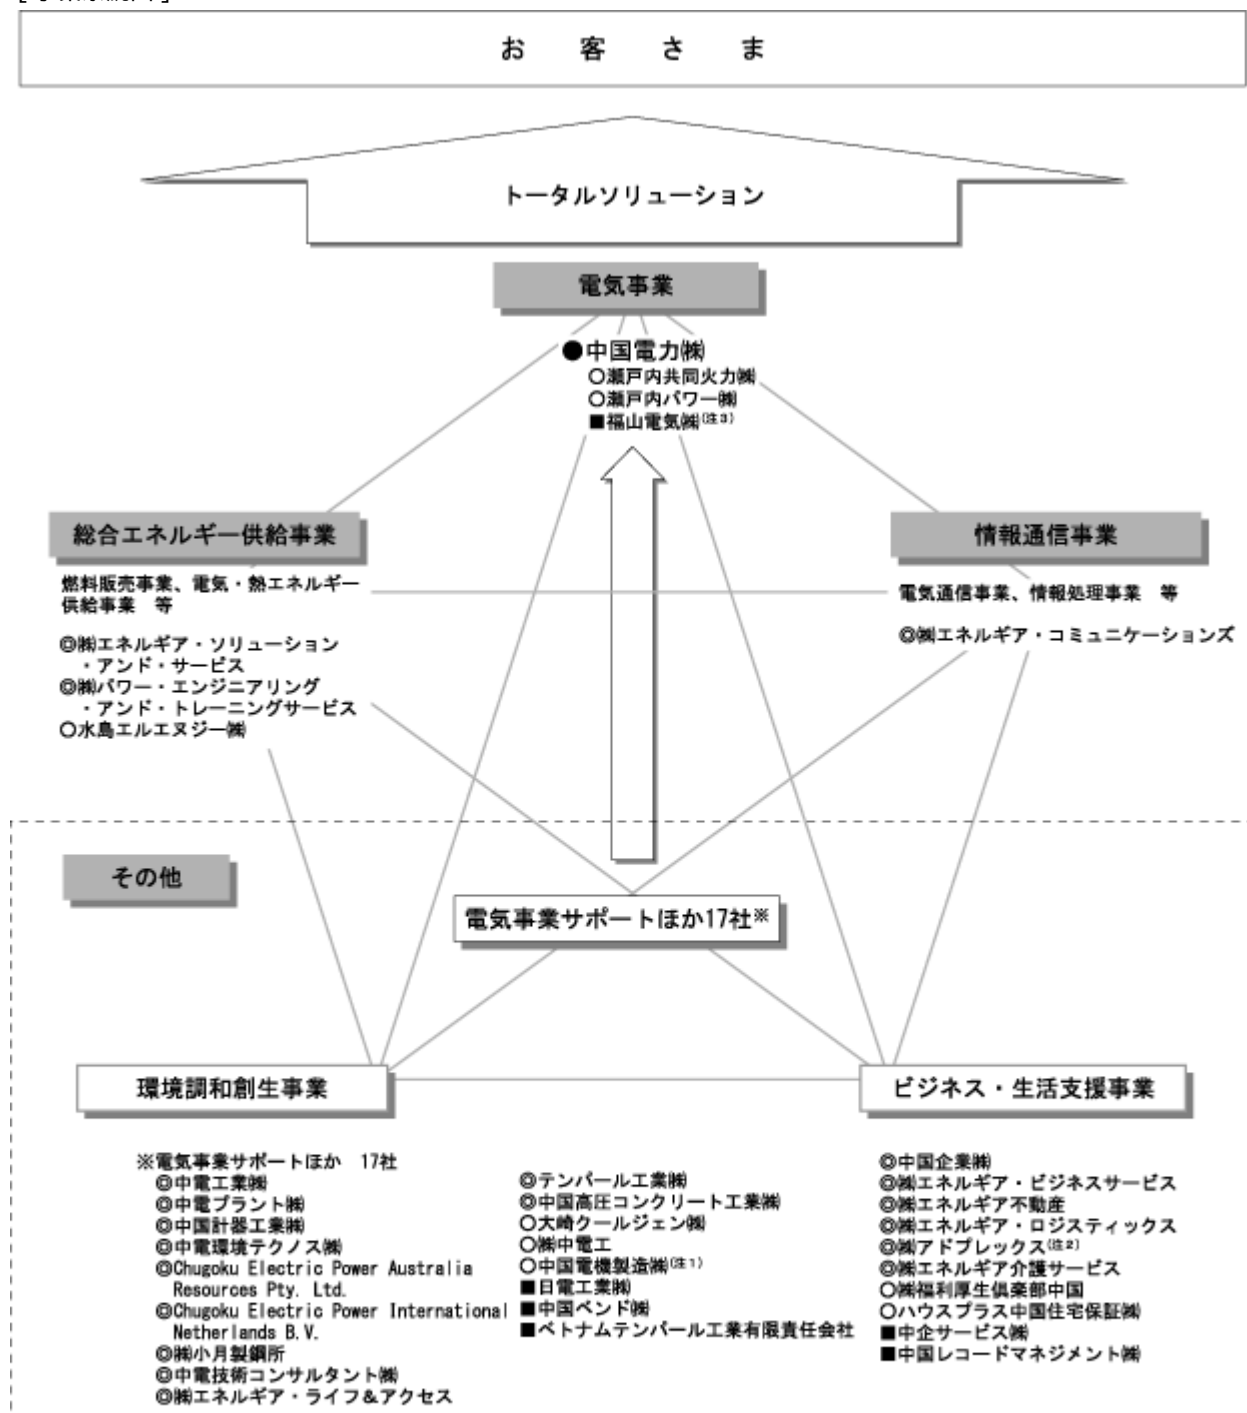 お客さま
トータルソリューション
電気事業
●中国電力㈱
○瀬戸内共同火力㈱
○瀬戸内パワー㈱
■福山電気㈱(注3)
総合エネルギー供給事業
燃料販売事業、電気・熱エネルギー
供給事業　等
◎㈱エネルギア・ソリューション
・アンド・サービス
◎㈱パワー・エンジニアリング
・アンド・トレーニングサービス
○水島エルエヌジー㈱
情報通信事業
電気通信事業、情報処理事業　等
◎㈱エネルギア・コミュニケーションズ
その他
電気事業サポートほか17社※
環境調和創生事業
ビジネス・生活支援事業
※電気事業サポートほか　17社
◎中電工業㈱
◎中電プラント㈱
◎中国計器工業㈱
◎中電環境テクノス㈱
◎Chugoku Electric Power Australia
Resources Pty. Ltd.
◎Chugoku Electric Power International
Netherlands B.V.
◎㈱小月製鋼所
◎中電技術コンサルタント㈱
◎㈱エネルギア・ライフ＆アクセス
◎テンパール工業㈱
◎中国高圧コンクリート工業㈱
○大崎クールジェン㈱
○㈱中電工
○中国電機製造㈱(注1)
■日電工業㈱
■中国ペンド㈱
■ベトナムテンパール工業有限責任会社
◎中国企業㈱
◎㈱エネルギア・ビジネスサービス
◎㈱エネルギア不動産
◎㈱エネルギア・ロジスティックス
◎㈱アドプレックス(注2)
◎㈱エネルギア介護サービス
○㈱福利厚生倶楽部中国
○ハウスプラス中国住宅保証㈱
■中企サービス㈱
■中国レコードマネジメント㈱